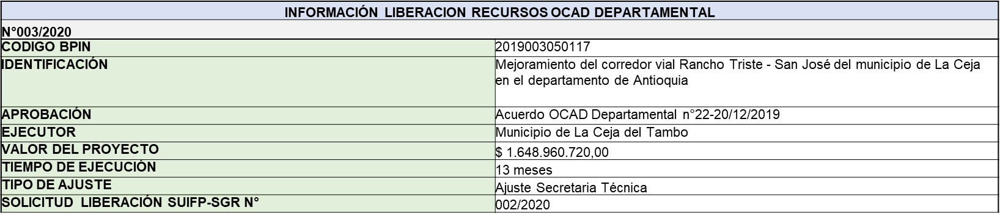 INFORMACIÓN LIBERACION RECURSOS OCAD DEPARTAMENTAL
N°003/2020
CODIGO BPIN 2019003050117
IDENTIFICACIÓN Mejoramiento del corredor vial Rancho Triste - San José del municipio de La Ceja
en el departamento de Antioquia
APROBACIÓN Acuerdo OCAD Departamental n°22-20/12/2019
EJECUTOR Municipio de La Ceja del Tambo
VALOR DEL PROYECTO $ 1.648.960.720,00
TIEMPO DE EJECUCIÓN 13 meses
TIPO DE AJUSTE Ajuste Secretaria Técnica
SOLICITUD LIBERACIÓN SUIFP-SGR N° 002/2020